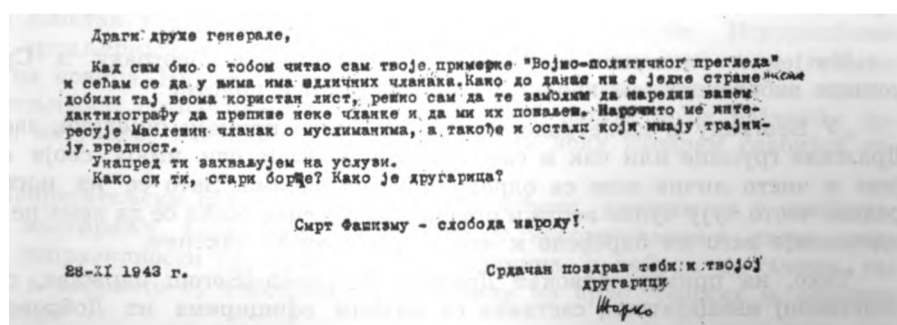 Драги друже генерале,
Кад сам био с тобом читао сам твоје примерке "Војно-политичког прегледа"
и сећам се да у њима има одличних чланака.Како до данас ни с једне стране нисмо
добили тај веома користан лист, решио сам да те замолим да наредиш вашем
дактилографу да препише неке чланке и да ми их пошаљеш. Нарочито ме инте-
ресује Маслешин чланак о муслиманима, а такође и остали који имају трајни-
ју вредност.
Унапред ти захваљујем на услузи.
Како си ти, стари борче? Како је другарица?
Смрт фашизму - слобода народу!
28-XI 1943 г.
Срдачан поздрав теби и твојој
другарици
Жарко